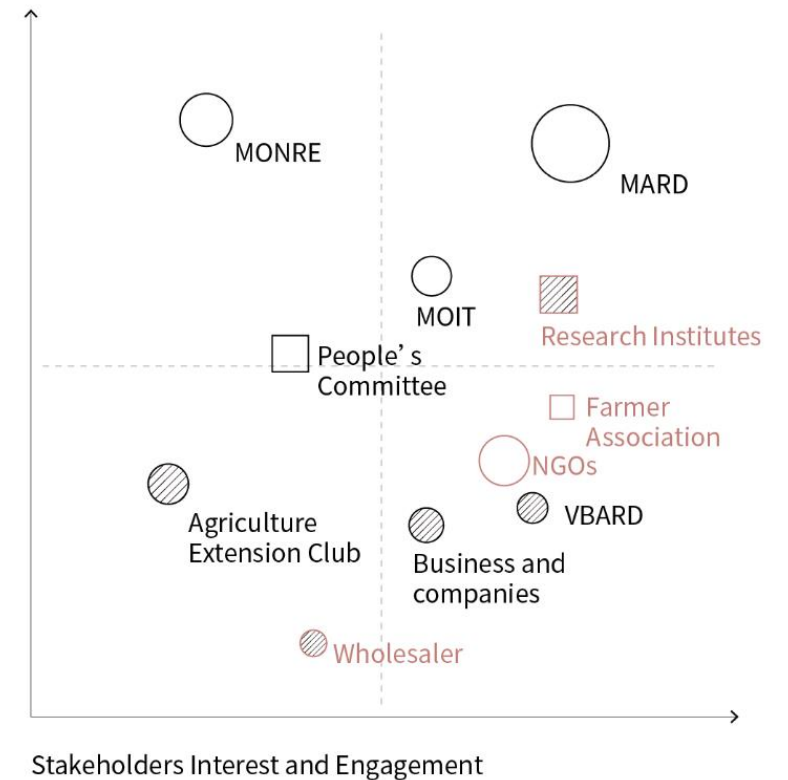 MONRE
MARD
MOIT
Research Institutes
People’s
Committee
Farmer
Association
NGOs
VBARD
Agriculture
Extension Club
Business and
companies
Wholesaler
Stakeholders Interest and Engagement